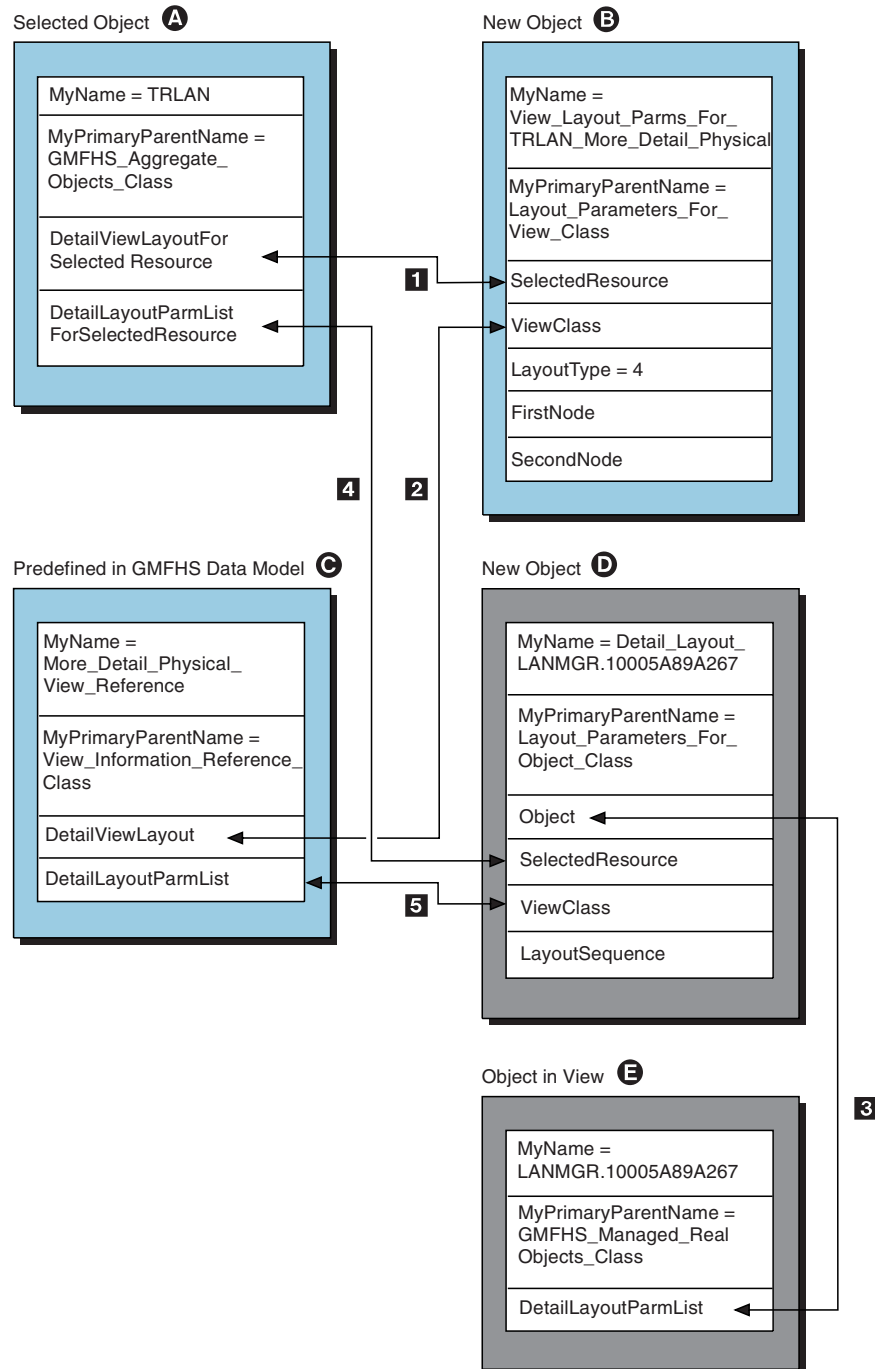 Selected Object A
MyName = TRLAN
MyPrimaryParentName =
GMFHS_Aggregate_
Objects_Class
DetailViewLayoutFor
Selected Resource
DetailLayoutParmList
ForSelectedResource
New Object B
MyName =
View_Layout_Parms_For_
TRLAN_More_Detail_Physical
MyPrimaryParentName =
Layout_Parameters_For_
View_Class
SelectedResource
ViewClass
LayoutType = 4
FirstNode
SecondNode
1
4
2
Predefined in GMFHS Data Model C
MyName =
More_Detail_Physical_
View_Reference
MyPrimaryParentName =
View_Information_Reference_
Class
DetailViewLayout
DetailLayoutParmList
New Object D
MyName = Detail_Layout_
LANMGR.10005A89A267
MyPrimaryParentName =
Layout_Parameters_For_
Object_Class
Object
SelectedResource
ViewClass
LayoutSequence
5
Object in View E
MyName =
LANMGR.10005A89A267
MyPrimaryParentName =
GMFHS_Managed_Real
Objects_Class
DetailLayoutParmList
3